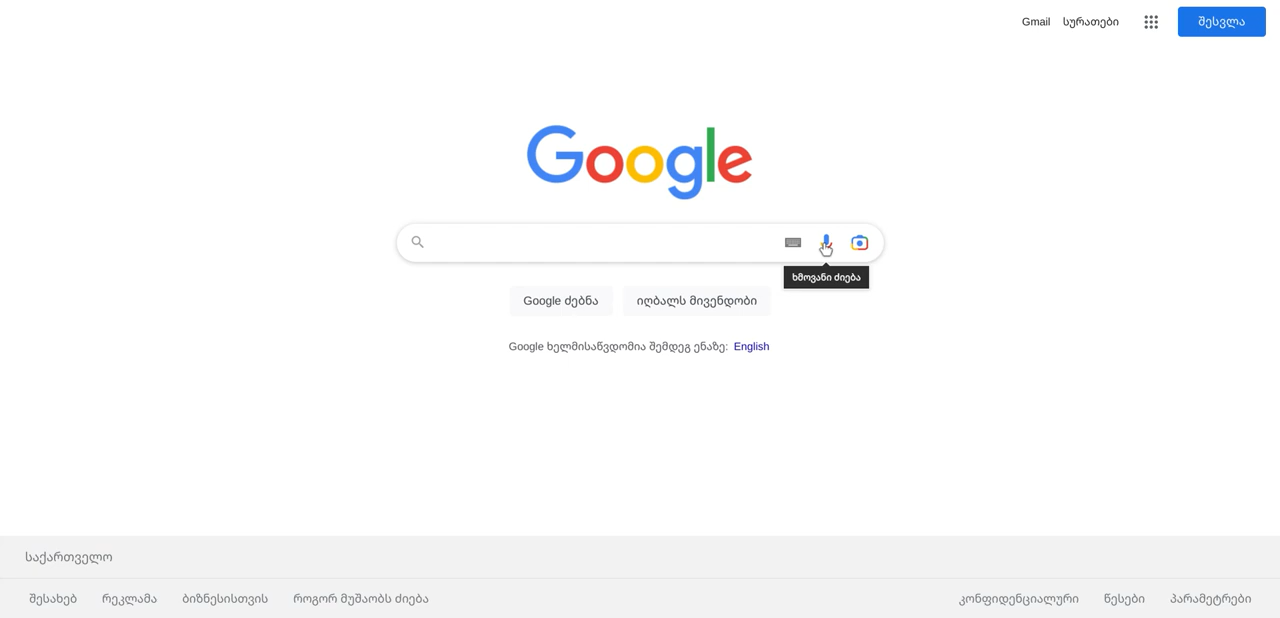 Gmail სურათები შესვლა
Google
ხმოვანი ძიება
Google ძებნა იღბალს მივენდობი
Google ხელმისაწვდომია შემდეგ ენაზე: English
საქართველო
შესახებ რეკლამა ბიზნესისთვის როგორ მუშაობს ძიება კონფიდენციალური წესები პარამეტრები